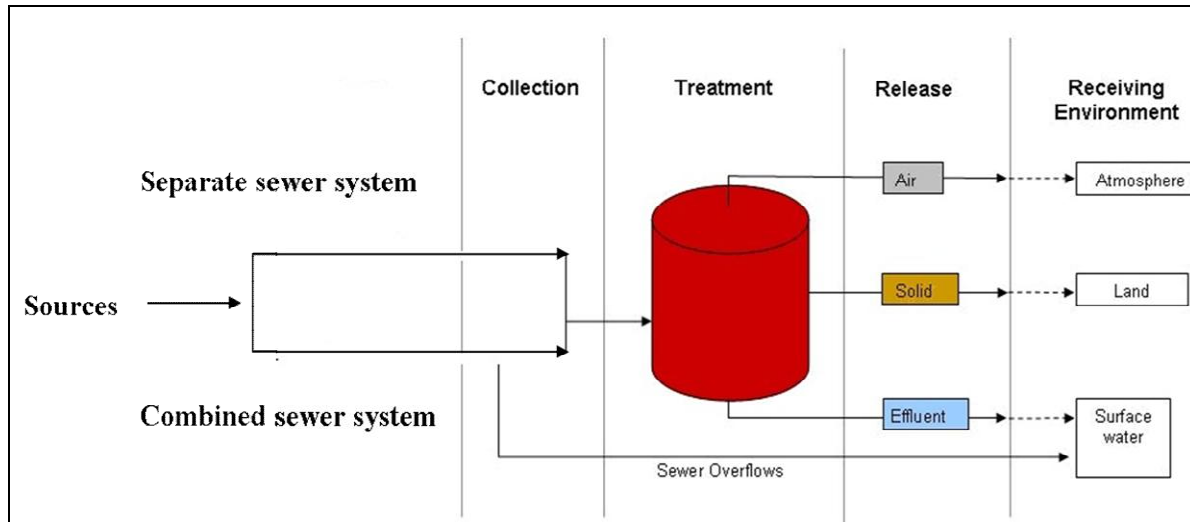 Collection
Treatment
Release
Receiving
Environment
Separate sewer system
Air
Atmosphere
Sources
Solid
Land
Combined sewer system
Effluent
Surface
water
Sewer Overflows